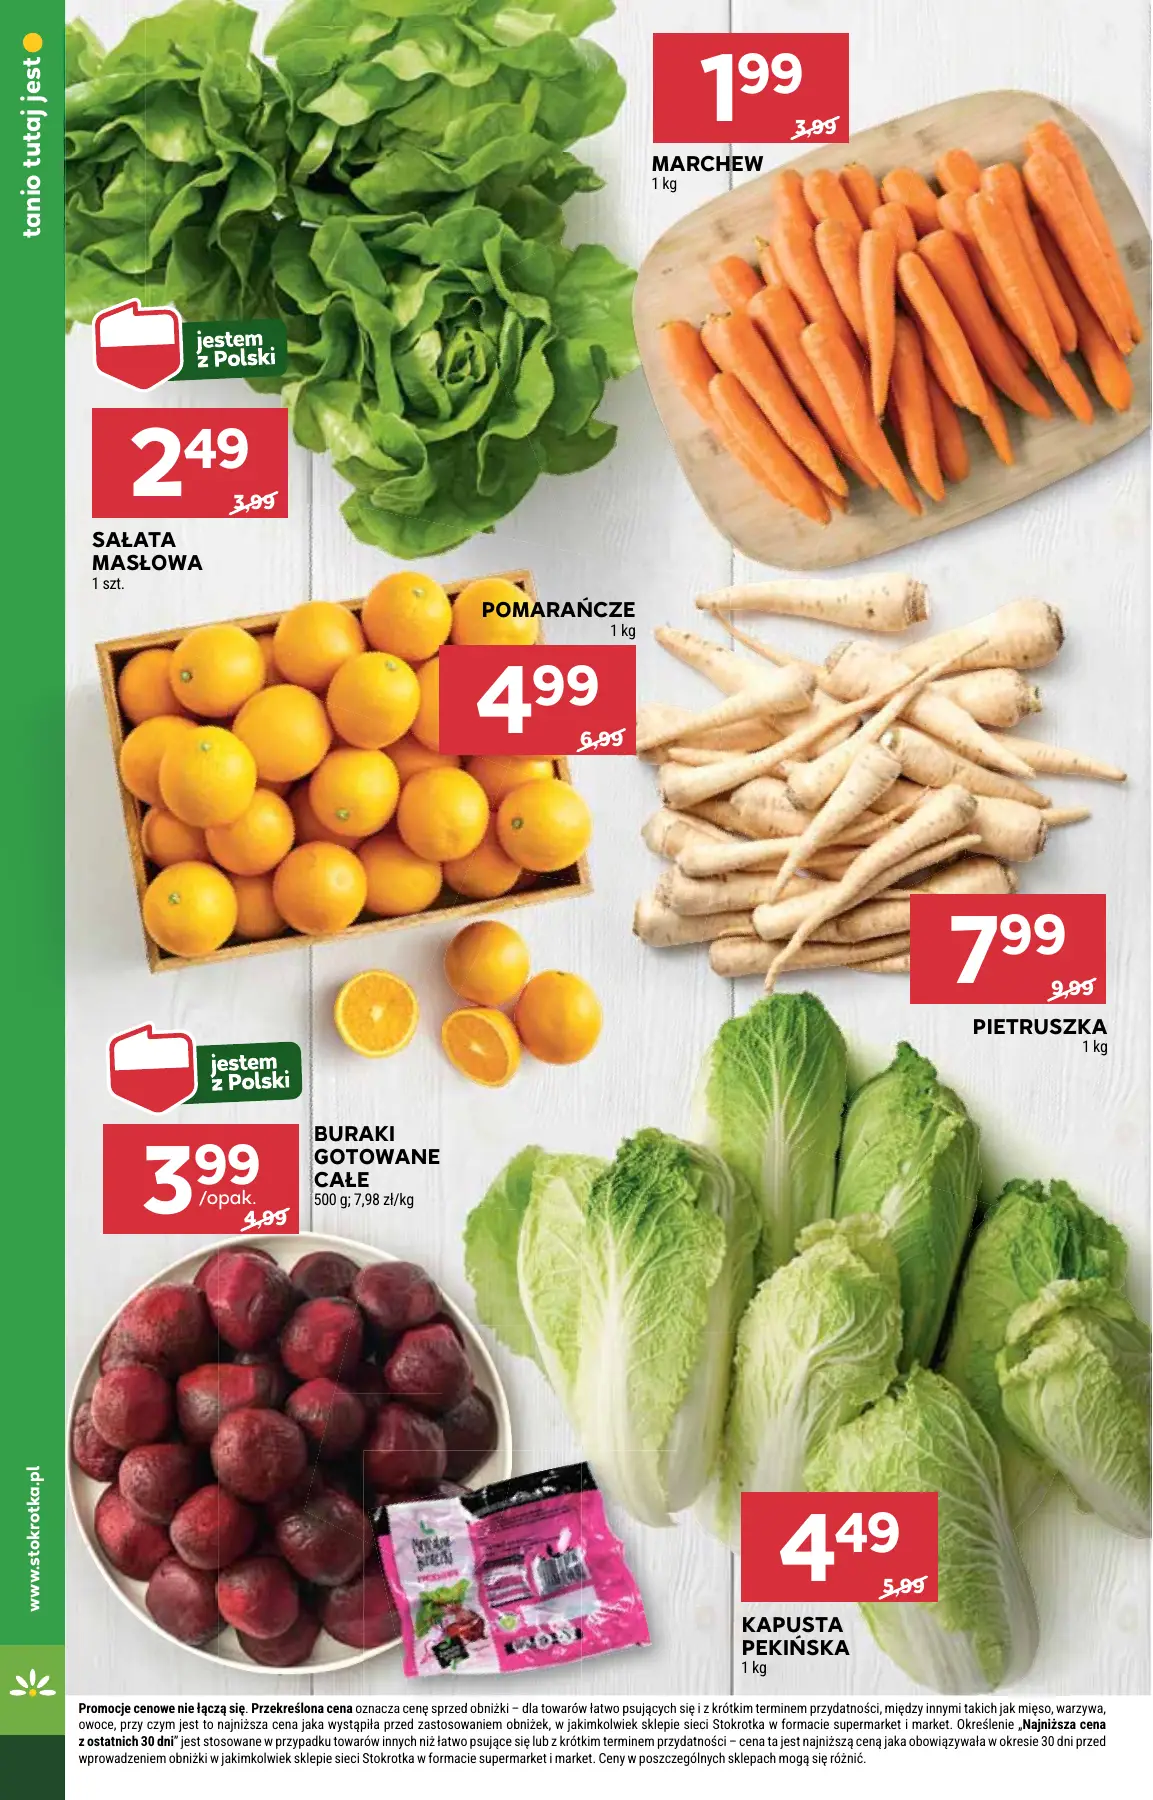 tanio tutaj jest
1 99
3,99
MARCHEW
1 kg
jestem
z Polski
2 49
3,99
SAŁATA
MASŁOWA
1 szt.
POMARAŃCZE
1 kg
4 99
6,99
7 99
9,99
PIETRUSZKA
1 kg
jestem
z Polski
3 99
/opak.
4,99
BURAKI
GOTOWANE
CAŁE
500 g; 7,98 zł/kg
4 49
5,99
KAPUSTA
PEKIŃSKA
1 kg
www.stokrotka.pl
Promocje cenowe nie łączą się. Przekreślona cena oznacza cenę sprzed obniżki – dla towarów łatwo psujących się i z krótkim terminem przydatności, między innymi takich jak mięso, warzywa,
owoce, przy czym jest to najniższa cena jaka wystąpiła przed zastosowaniem obniżek, w jakimkolwiek sklepie sieci Stokrotka w formacie supermarket i market. Określenie „Najniższa cena
z ostatnich 30 dni” jest stosowane w przypadku towarów innych niż łatwo psujące się lub z krótkim terminem przydatności – cena ta jest najniższą ceną jaka obowiązywała w okresie 30 dni przed
wprowadzeniem obniżki w jakimkolwiek sklepie sieci Stokrotka w formacie supermarket i market. Ceny w poszczególnych sklepach mogą się różnić.